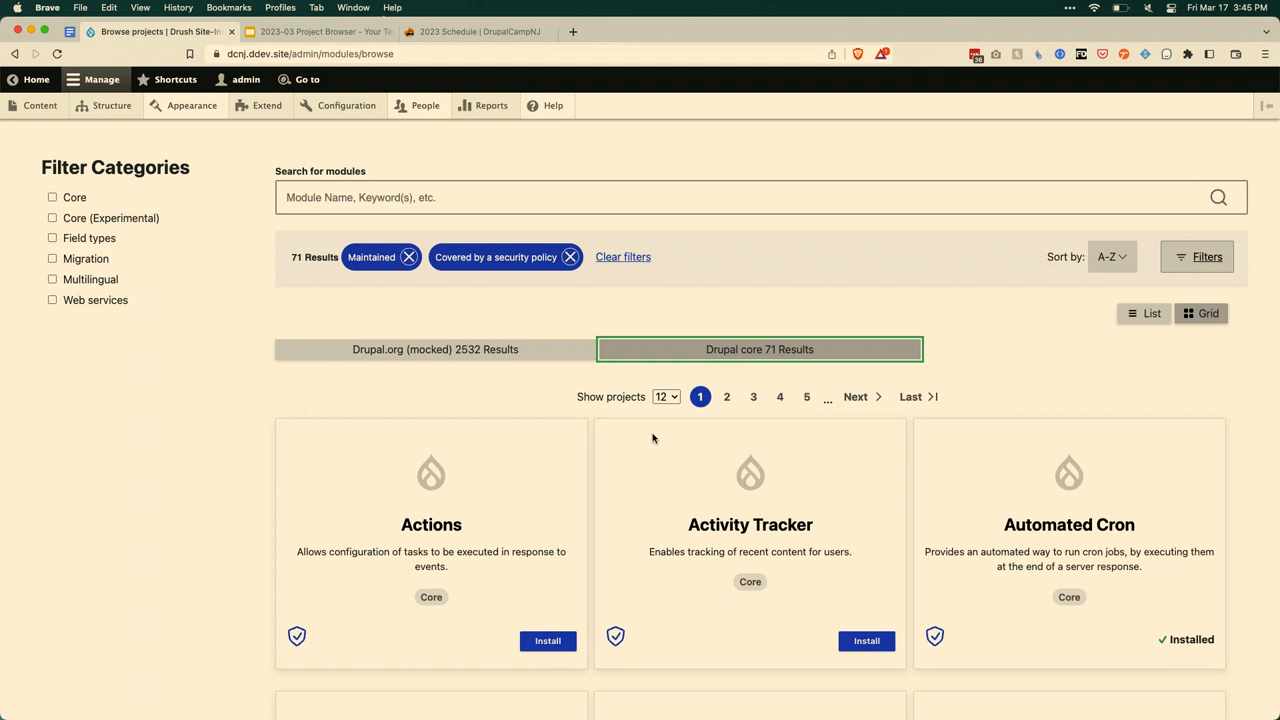 Brave File Edit View History Bookmarks Profiles Tab Window Help Fri Mar 17 3:45 PM
Browse projects | Drush Site-In 2023-03 Project Browser - Your Te 2023 Schedule | DrupalCampNJ
dcnj.ddev.site/admin/modules/browse
Home Manage Shortcuts admin Go to
Content Structure Appearance Extend Configuration People Reports Help
Filter Categories
Core
Core (Experimental)
Field types
Migration
Multilingual
Web services
Search for modules
Module Name, Keyword(s), etc.
71 Results Maintained Covered by a security policy Clear filters Sort by: A-Z Filters
List Grid
Drupal.org (mocked) 2532 Results Drupal core 71 Results
Show projects 12 1 2 3 4 5 ... Next Last
Actions
Allows configuration of tasks to be executed in response to
events.
Core
Install
Activity Tracker
Enables tracking of recent content for users.
Core
Install
Automated Cron
Provides an automated way to run cron jobs, by executing them
at the end of a server response.
Core
Installed